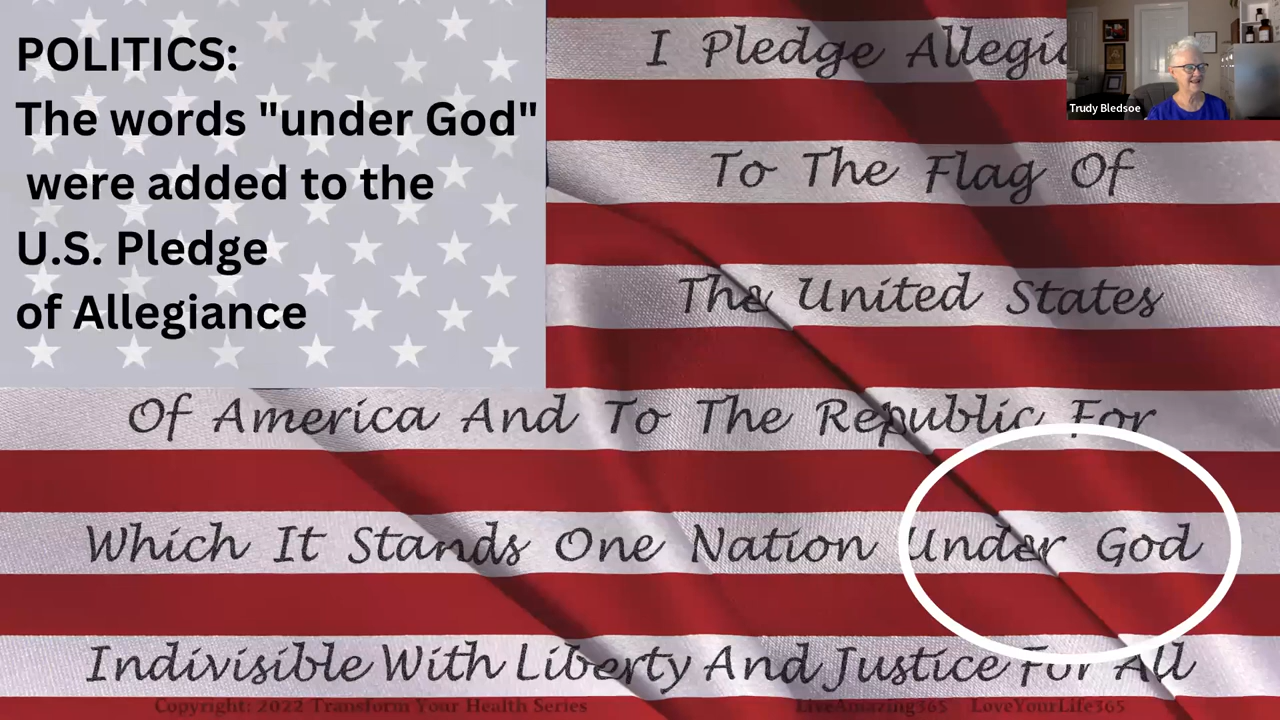 POLITICS:
The words "under God"
were added to the
U.S. Pledge
of Allegiance
I Pledge
Trudy Bledsoe
To The Flag Of
The United States
Of America And To The Republic For
Which It Stands One Nation Under God
Indivisible With Liberty And Justice For All
Copyright: 2022 Transform Your Health Series
LiveAmazing365 LoveYourLife365